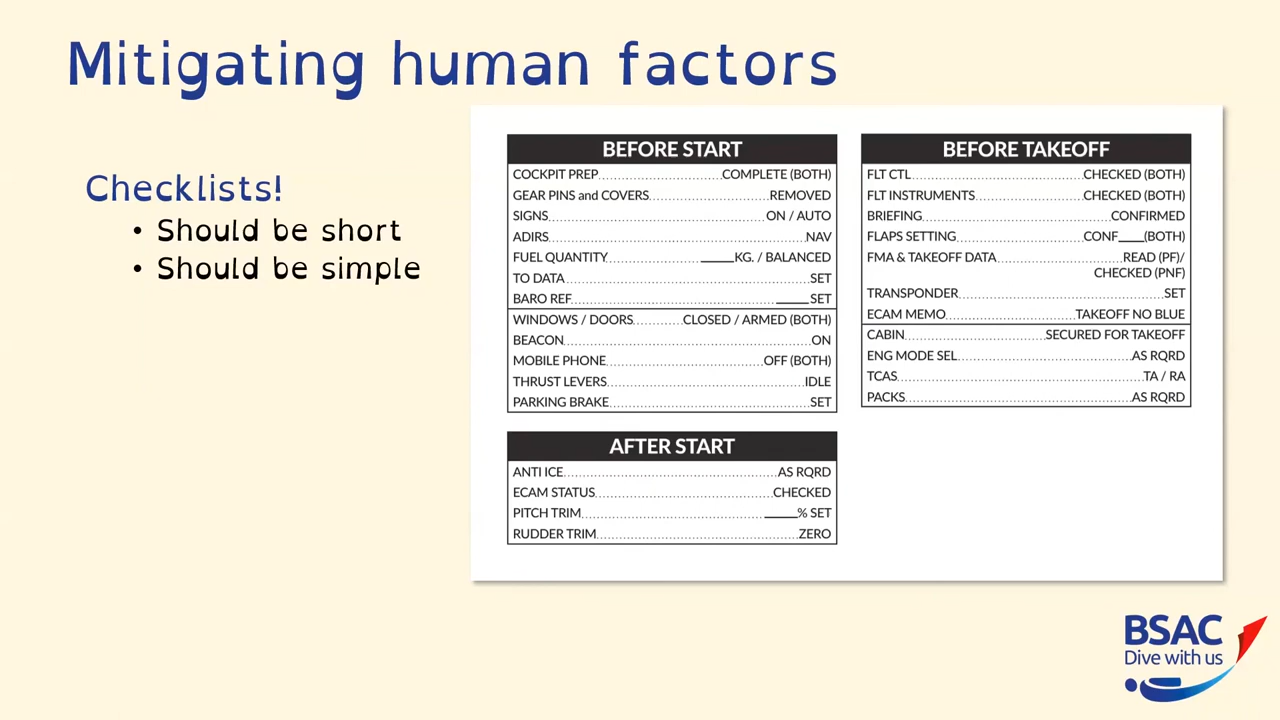 Mitigating human factors
Checklists!
• Should be short
• Should be simple
BEFORE START
COCKPIT PREP COMPLETE (BOTH)
GEAR PINS and COVERS REMOVED
SIGNS ON / AUTO
ADIRS NAV
FUEL QUANTITY ____KG. / BALANCED
TO DATA SET
BARO REF ____SET
WINDOWS / DOORS CLOSED / ARMED (BOTH)
BEACON ON
MOBILE PHONE OFF (BOTH)
THRUST LEVERS IDLE
PARKING BRAKE SET
AFTER START
ANTI ICE AS RQRD
ECAM STATUS CHECKED
PITCH TRIM ____% SET
RUDDER TRIM ZERO
BEFORE TAKEOFF
FLT CTL CHECKED (BOTH)
FLT INSTRUMENTS CHECKED (BOTH)
BRIEFING CONFIRMED
FLAPS SETTING CONF___(BOTH)
FMA & TAKEOFF DATA READ (PF)/
CHECKED (PNF)
TRANSPONDER SET
ECAM MEMO TAKEOFF NO BLUE
CABIN SECURED FOR TAKEOFF
ENG MODE SEL AS RQRD
TCAS TA / RA
PACKS AS RQRD
BSAC
Dive with us